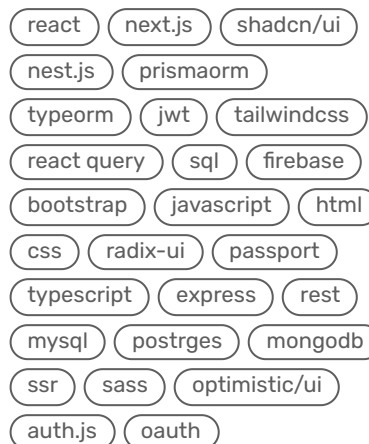 react next.js shadcn/ui
nest.js prismaorm
typeorm jwt tailwindcss
react query sql firebase
bootstrap javascript html
css radix-ui passport
typescript express rest
mysql postrges mongodb
ssr sass optimistic/ui
auth.js oauth